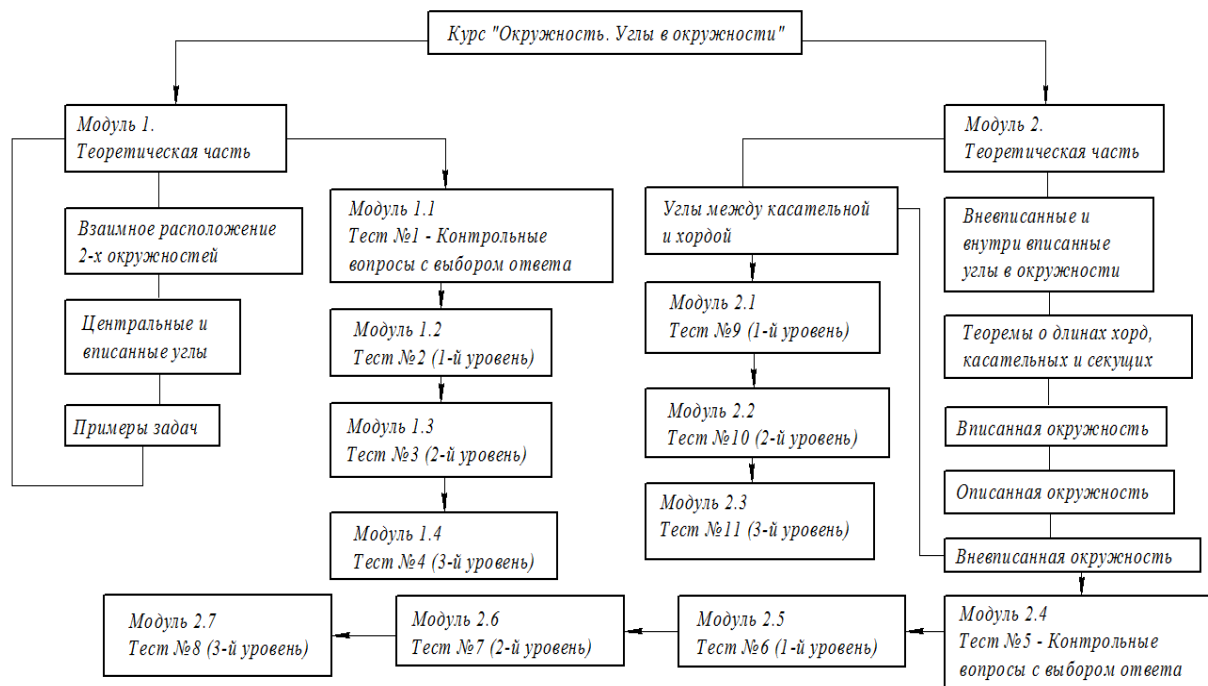 Курс "Окружность. Углы в окружности"
Модуль 1.
Теоретическая часть
Взаимное расположение
2-х окружностей
Центральные и
вписанные углы
Примеры задач
Модуль 1.1
Тест №1 - Контрольные
вопросы с выбором ответа
Модуль 1.2
Тест №2 (1-й уровень)
Модуль 1.3
Тест №3 (2-й уровень)
Модуль 1.4
Тест №4 (3-й уровень)
Модуль 2.
Теоретическая часть
Углы между касательной
и хордой
Модуль 2.1
Тест №9 (1-й уровень)
Модуль 2.2
Тест №10 (2-й уровень)
Модуль 2.3
Тест №11 (3-й уровень)
Вневписанные и
внутри вписанные
углы в окружности
Теоремы о длинах хорд,
касательных и секущих
Вписанная окружность
Описанная окружность
Вневписанная окружность
Модуль 2.4
Тест №5 - Контрольные
вопросы с выбором ответа
Модуль 2.5
Тест №6 (1-й уровень)
Модуль 2.6
Тест №7 (2-й уровень)
Модуль 2.7
Тест №8 (3-й уровень)